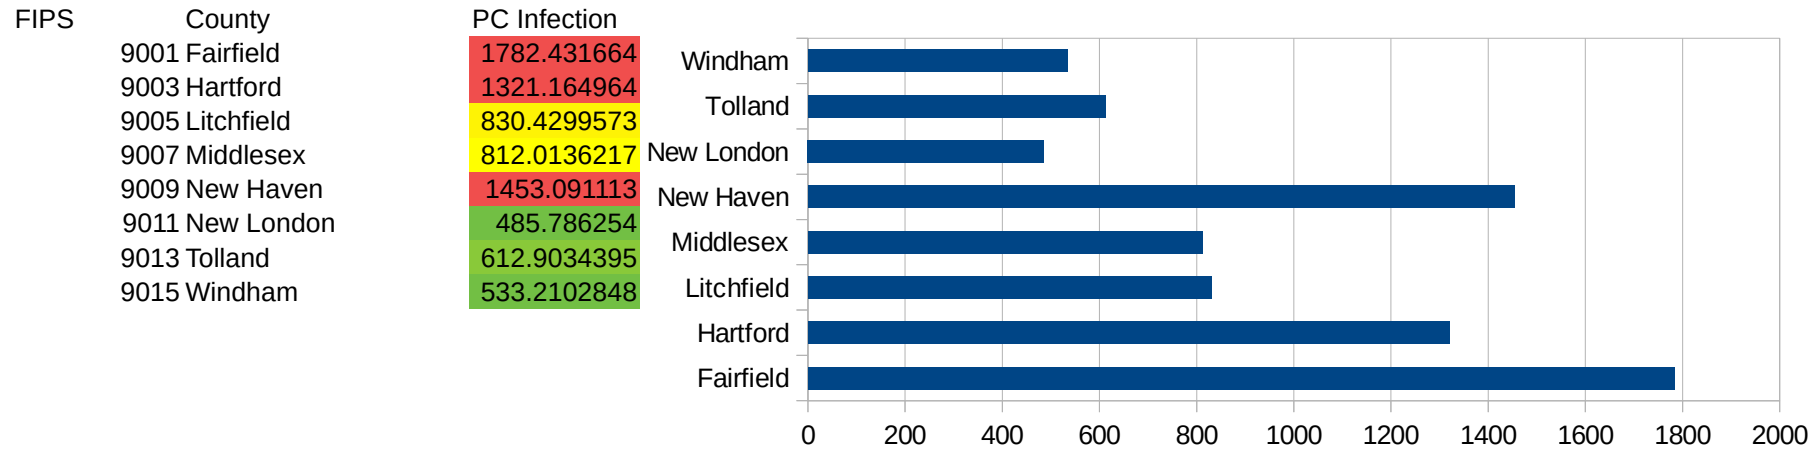 FIPS County PC Infection
9001 Fairfield 1782.431664
9003 Hartford 1321.164964
9005 Litchfield 830.4299573
9007 Middlesex 812.0136217
9009 New Haven 1453.091113
9011 New London 485.786254
9013 Tolland 612.9034395
9015 Windham 533.2102848
Windham
Tolland
New London
New Haven
Middlesex
Litchfield
Hartford
Fairfield
0 200 400 600 800 1000 1200 1400 1600 1800 2000